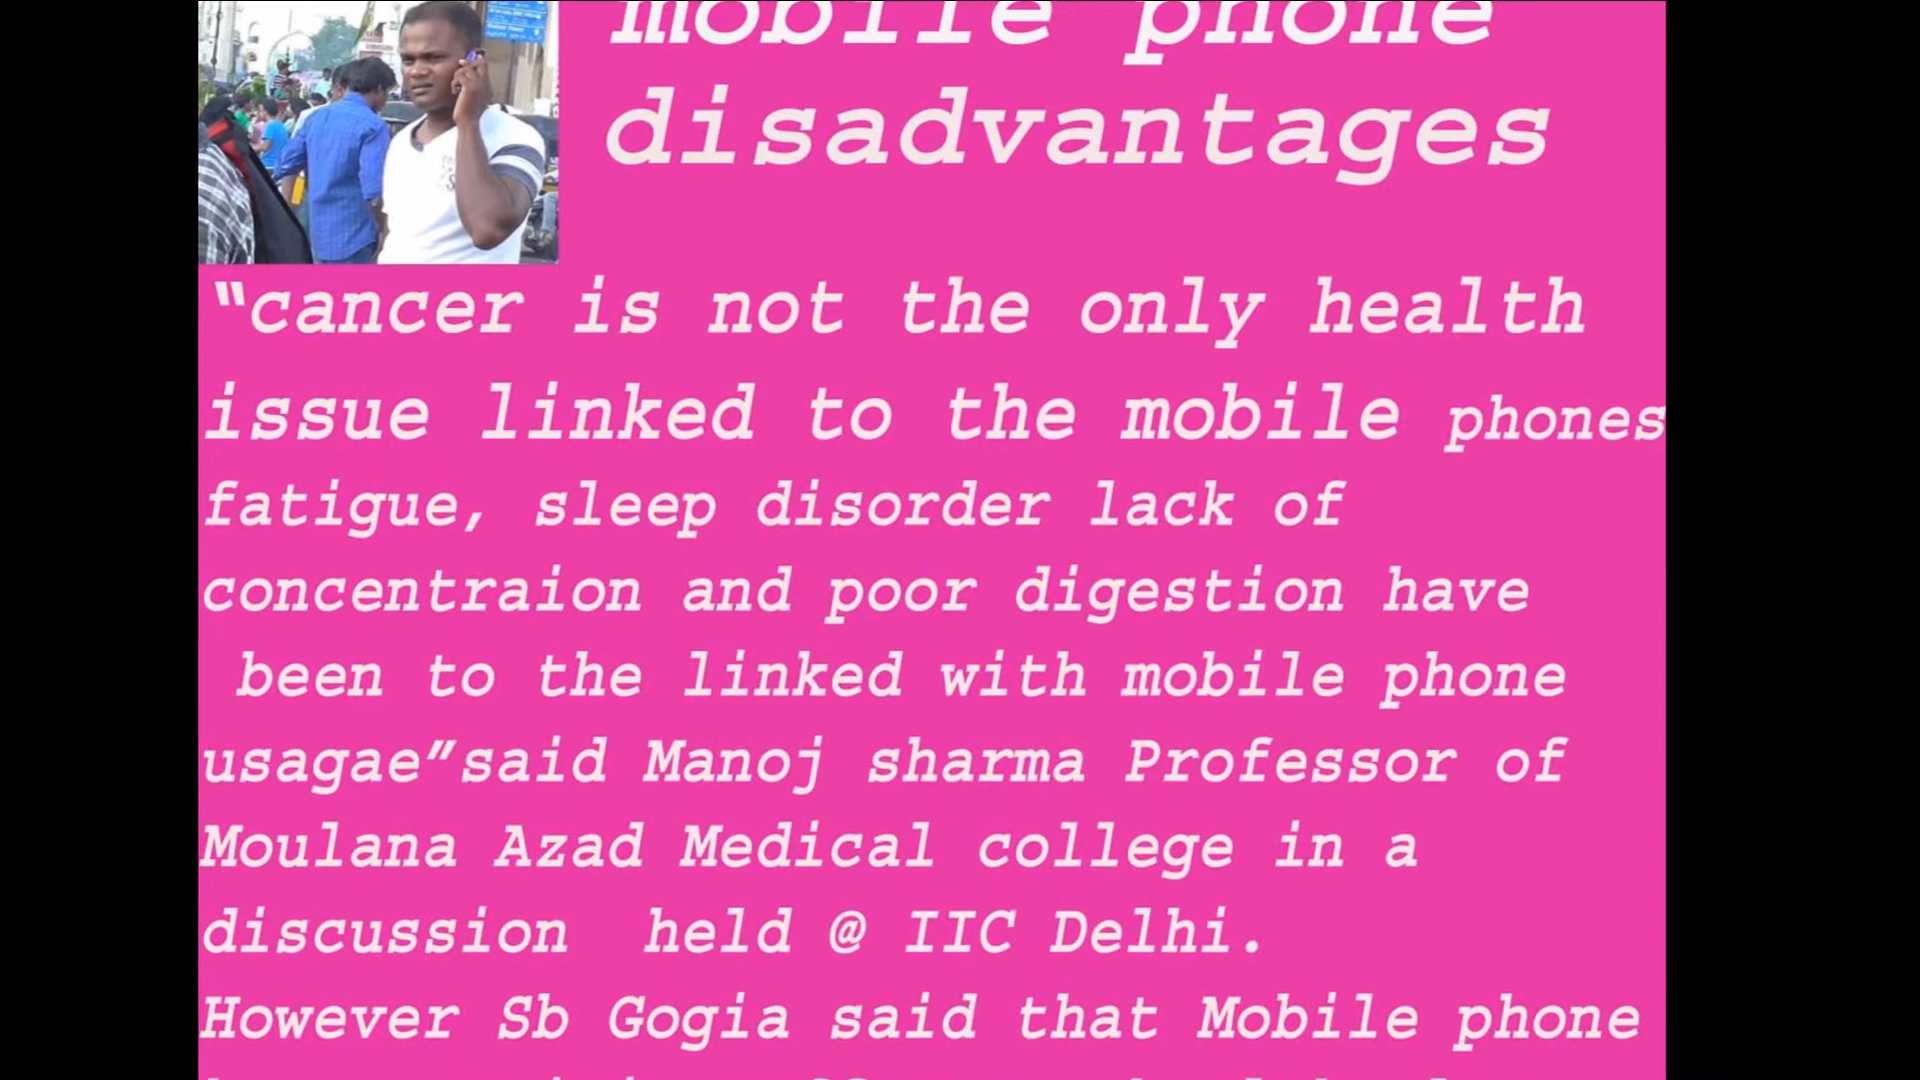 mobile phone
disadvantages
“cancer is not the only health
issue linked to the mobile phones
fatigue, sleep disorder lack of
concentraion and poor digestion have
been to the linked with mobile phone
usagae”said Manoj sharma Professor of
Moulana Azad Medical college in a
discussion held @ IIC Delhi.
However Sb Gogia said that Mobile phone